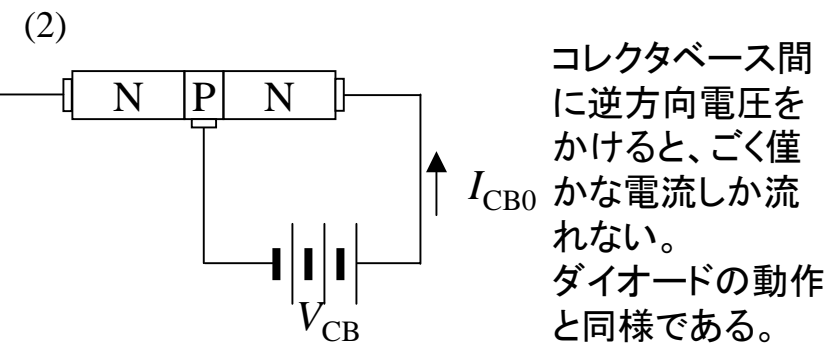 (2)
N P N
I_CB0
V_CB
コレクタベース間
に逆方向電圧を
かけると、ごく僅
かな電流しか流
れない。
ダイオードの動作
と同様である。